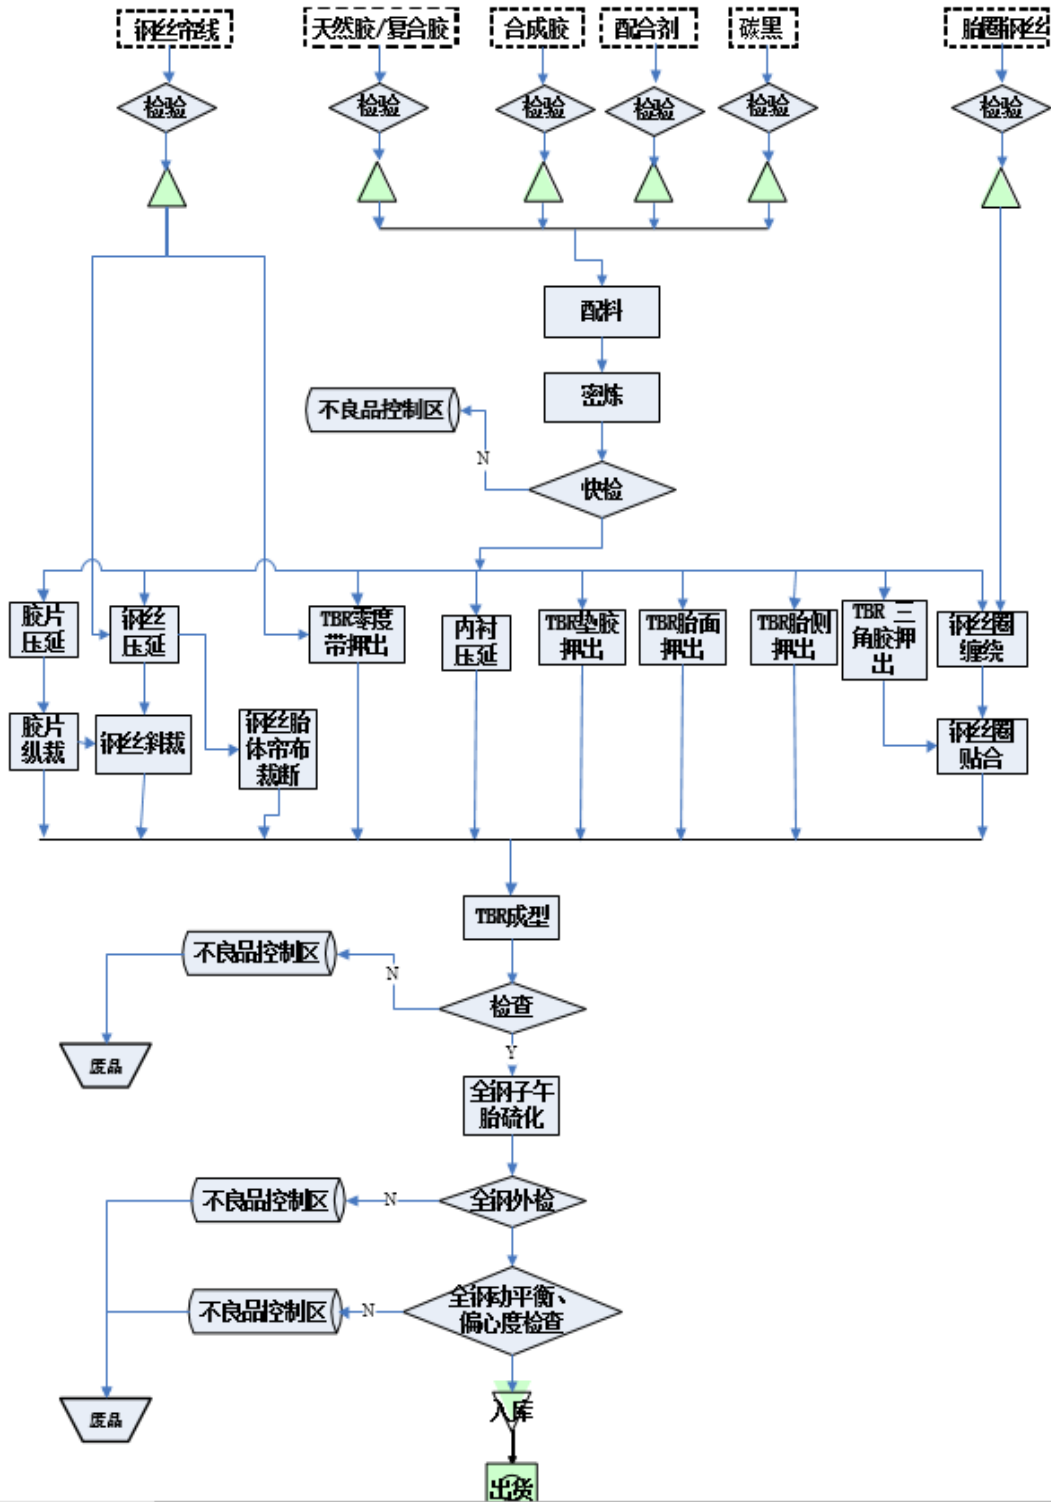 钢丝帘线
天然胶/复合胶
合成胶
配合剂
碳黑
胎圈钢丝
检验
检验
检验
检验
检验
检验
配料
密炼
不良品控制区
N
快检
胶片
压延
钢丝
压延
TBR零度
带押出
内衬
压延
TBR垫胶
押出
TBR胎面
押出
TBR胎侧
押出
TBR 三
角胶押
出
钢丝圈
缠绕
胶片
纵裁
钢丝斜裁
钢丝胎
体帘布
裁断
钢丝圈
贴合
TBR成型
不良品控制区
N
检查
Y
废品
全钢子午
胎硫化
不良品控制区
N
全钢外检
不良品控制区
N
全钢动平衡、
偏心度检查
入库
废品
出货